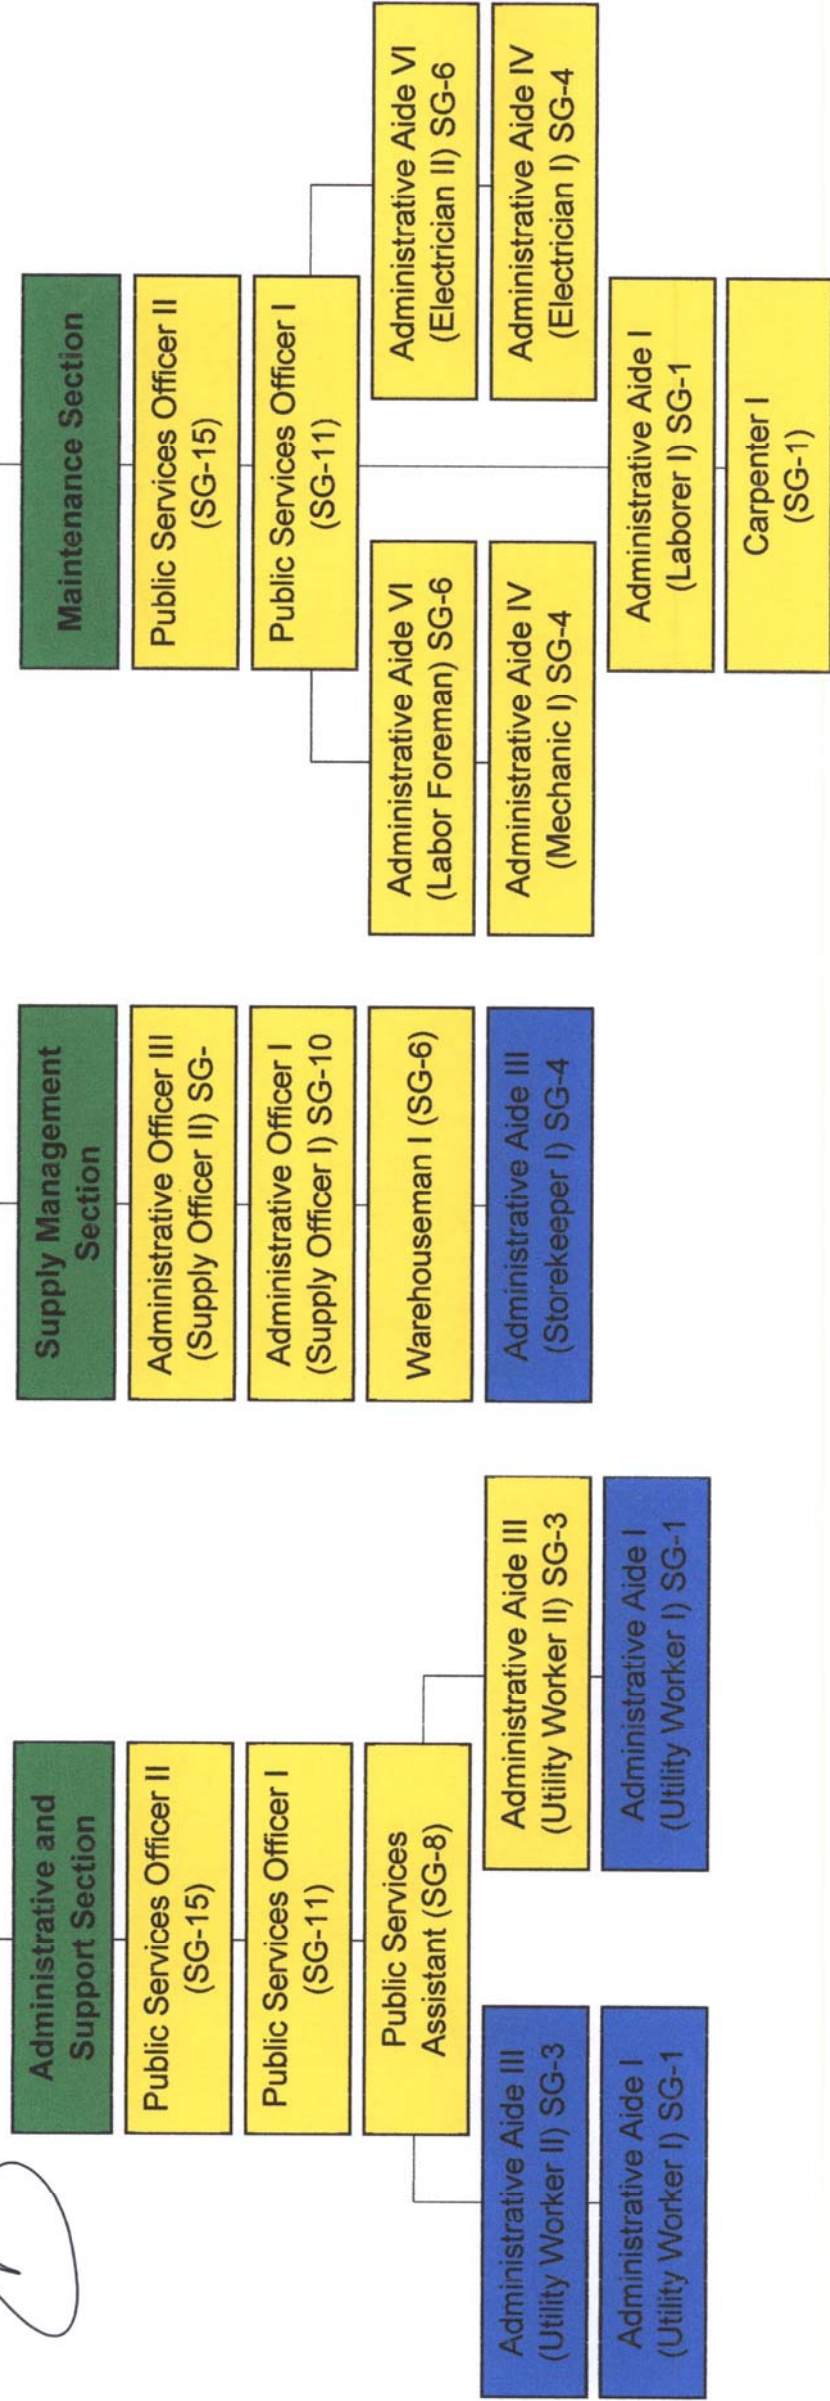 Administrative and
Support Section
Public Services Officer II
(SG-15)
Public Services Officer I
(SG-11)
Public Services
Assistant (SG-8)
Administrative Aide III
(Utility Worker II) SG-3
Administrative Aide I
(Utility Worker I) SG-1
Administrative Aide III
(Utility Worker II) SG-3
Administrative Aide I
(Utility Worker I) SG-1
Supply Management
Section
Administrative Officer III
(Supply Officer II) SG-
Administrative Officer I
(Supply Officer I) SG-10
Warehouseman I (SG-6)
Administrative Aide III
(Storekeeper I) SG-4
Maintenance Section
Public Services Officer II
(SG-15)
Public Services Officer I
(SG-11)
Administrative Aide VI
(Labor Foreman) SG-6
Administrative Aide IV
(Mechanic I) SG-4
Administrative Aide VI
(Electrician II) SG-6
Administrative Aide IV
(Electrician I) SG-4
Administrative Aide I
(Laborer I) SG-1
Carpenter I
(SG-1)